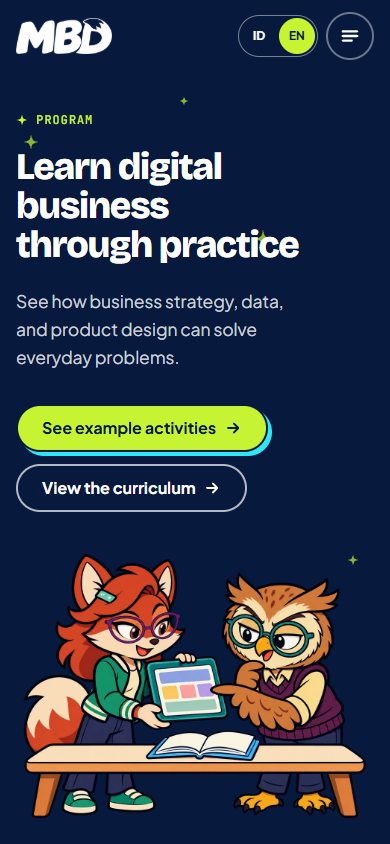 MBD
ID EN
PROGRAM
Learn digital
business
through practice
See how business strategy, data,
and product design can solve
everyday problems.
See example activities →
View the curriculum →